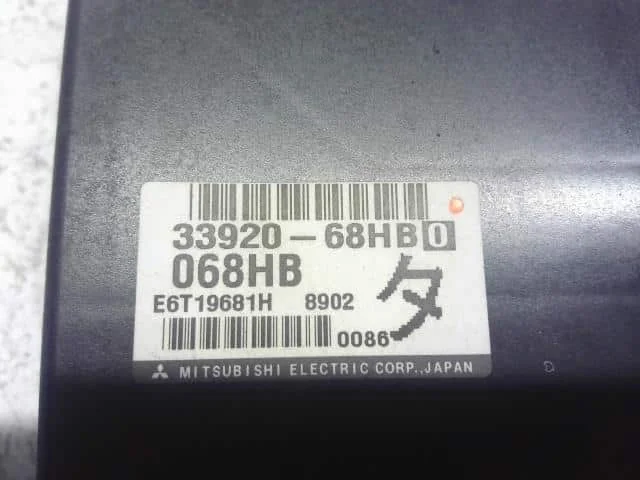 33920-68HB0
068HB
タ
E6T19681H 8902
0086
MITSUBISHI ELECTRIC CORP.,JAPAN